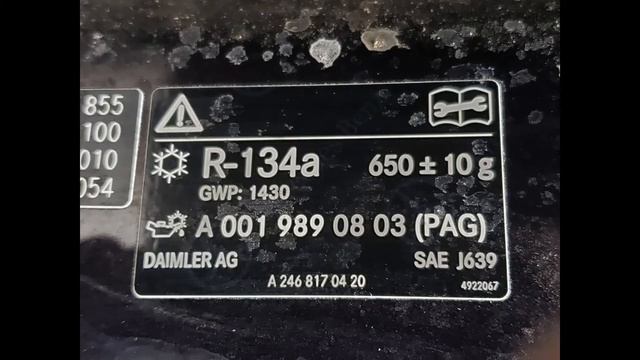 855
100
010
054
R-134a 650 ± 10 g
GWP: 1430
A 001 989 08 03 (PAG)
DAIMLER AG SAE J639
A 246 817 04 20 4922067